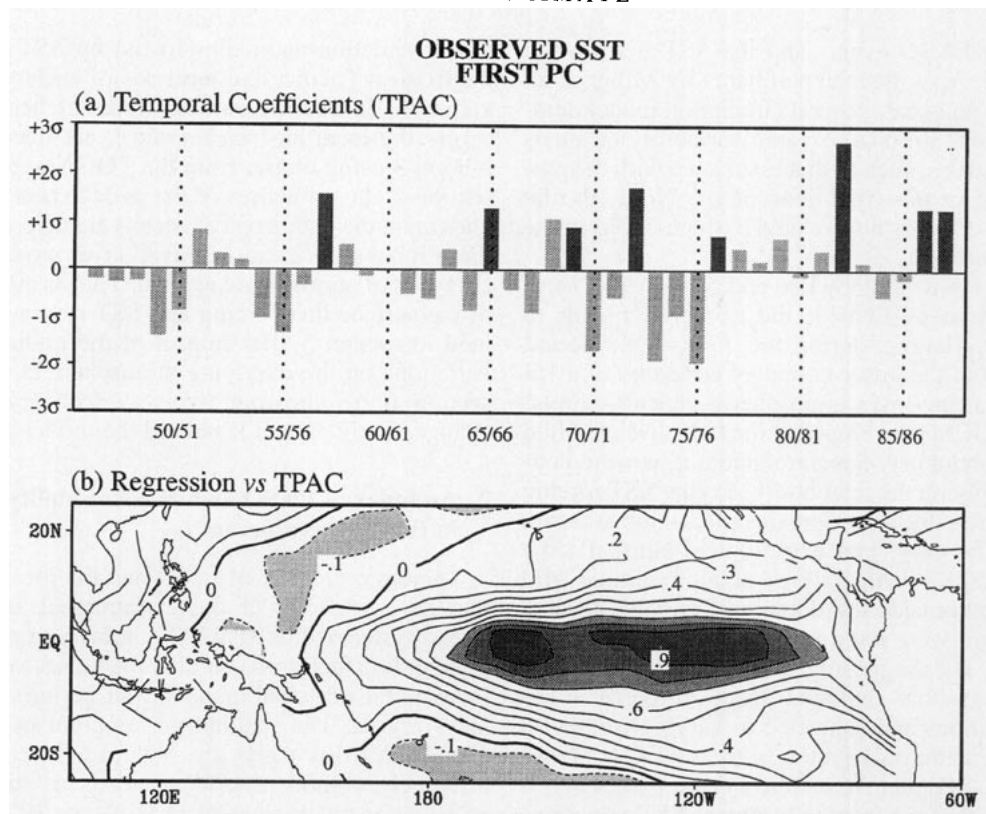 OBSERVED SST
FIRST PC
(a) Temporal Coefficients (TPAC)
+3σ
+2σ
+1σ
0
-1σ
-2σ
-3σ
50/51 55/56 60/61 65/66 70/71 75/76 80/81 85/86
(b) Regression vs TPAC
20N
EQ
20S
-.1 0 .2 .3 .4
0
.9
.6
-.1 .4
0
120E 180 120W 60W